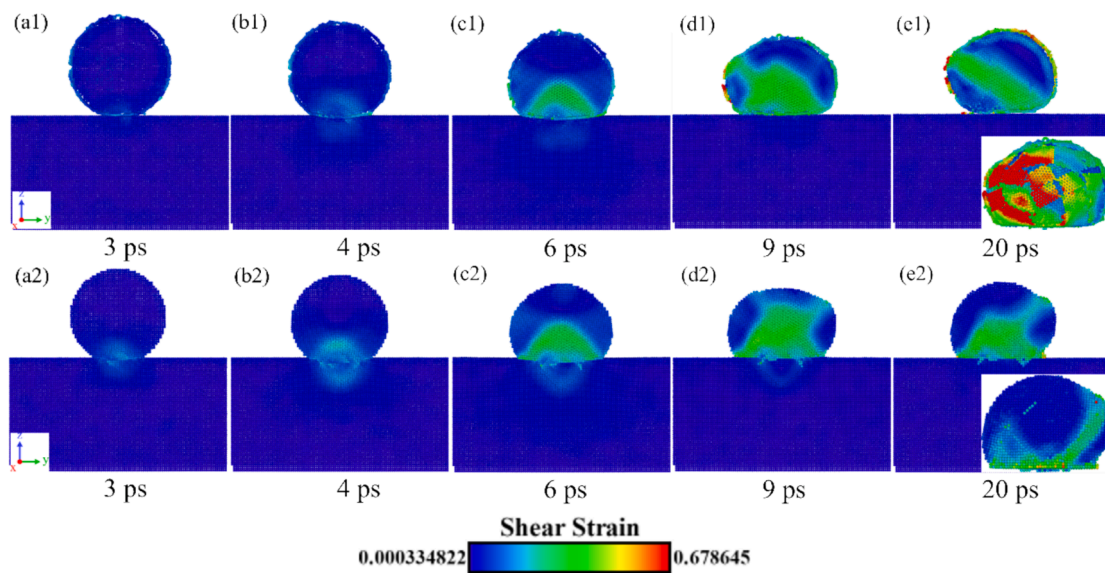 (a1) (b1) (c1) (d1) (e1)
z
x y
3 ps 4 ps 6 ps 9 ps 20 ps
(a2) (b2) (c2) (d2) (e2)
z
x y
3 ps 4 ps 6 ps 9 ps 20 ps
Shear Strain
0.000334822 0.678645